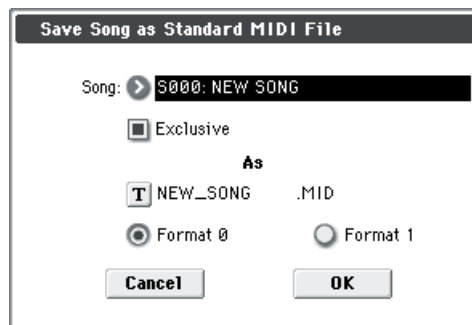 Save Song as Standard MIDI File
Song: S000: NEW SONG
Exclusive
As
T NEW_SONG .MID
Format 0 Format 1
Cancel OK